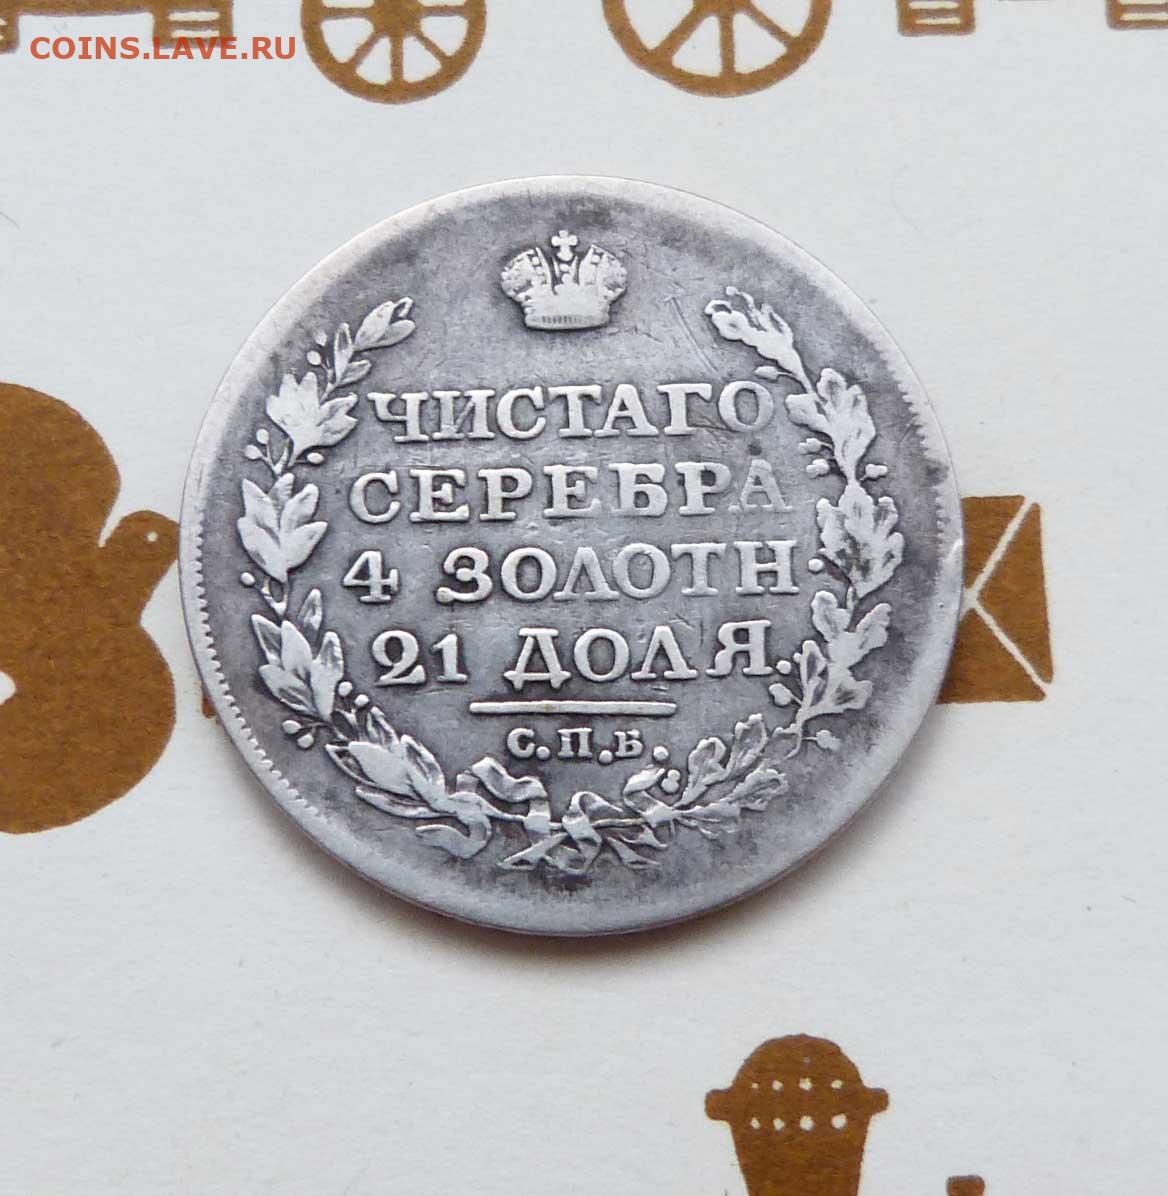 COINS.LAVE.RU
ЧИСТАГО
СЕРЕБРА
4 ЗОЛОТН
21 ДОЛЯ.
С.П.Б.